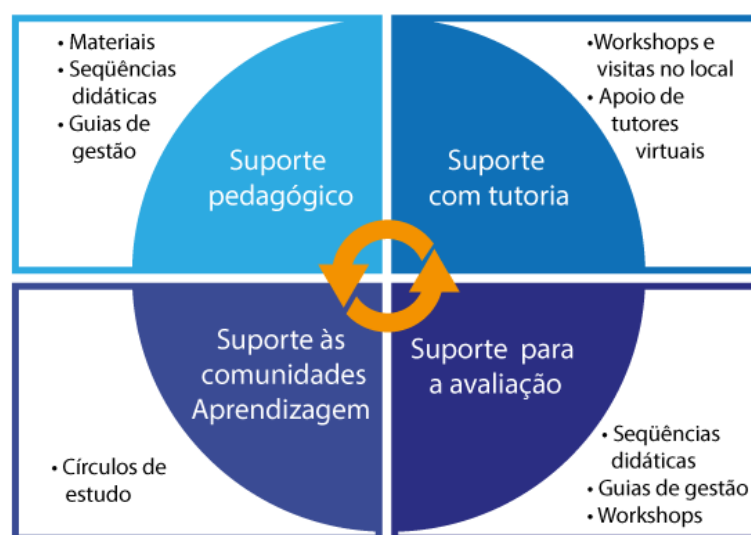 • Materiais
• Seqüências
didáticas
• Guias de
gestão
Suporte
pedagógico
•Workshops e
visitas no local
• Apoio de
tutores
virtuais
Suporte
com tutoria
Suporte às
comunidades
Aprendizagem
• Círculos de
estudo
Suporte para
a avaliação
• Seqüências
didáticas
• Guias de gestão
• Workshops